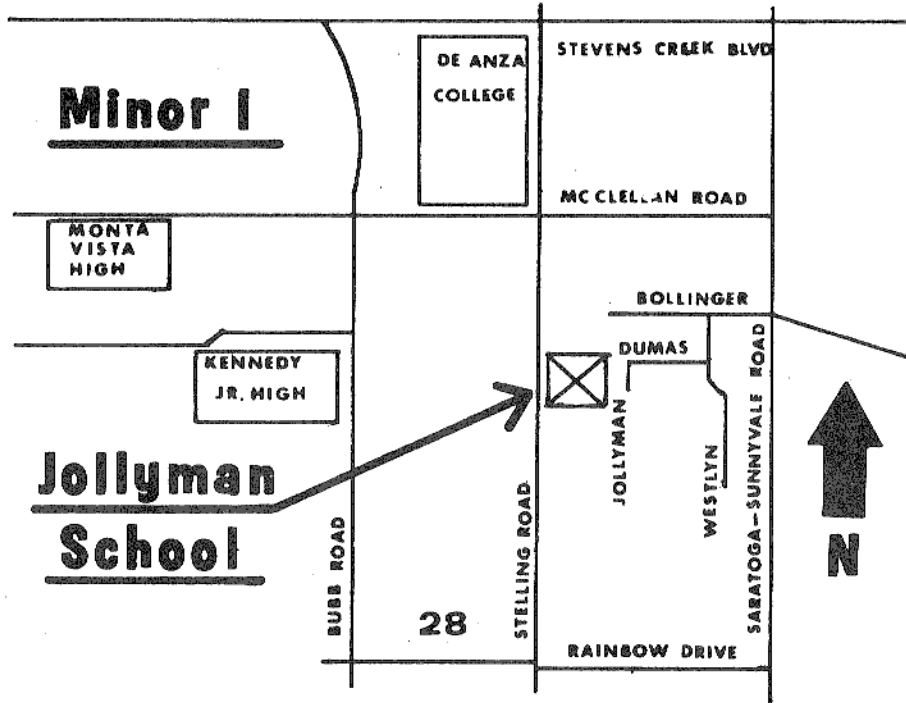 STEVENS CREEK BLVD
DE ANZA
COLLEGE
Minor I
MC CLELLAN ROAD
MONTA
VISTA
HIGH
BOLLINGER
DUMAS
KENNEDY
JR. HIGH
JOLLYMAN
WESTLYN
SARATOGA-SUNNYVALE ROAD
Jollyman
School
BUBB ROAD
STELLING ROAD
N
28
RAINBOW DRIVE